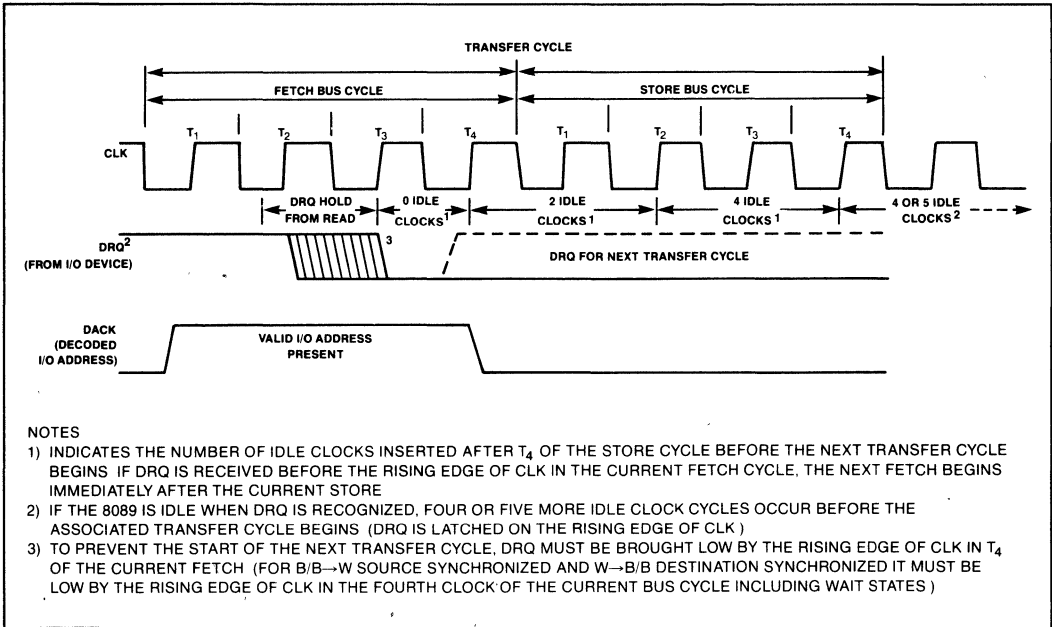 TRANSFER CYCLE
FETCH BUS CYCLE STORE BUS CYCLE
T1 T2 T3 T4 T1 T2 T3 T4
CLK
DRQ HOLD FROM READ
0 IDLE CLOCKS1
2 IDLE CLOCKS1
4 IDLE CLOCKS1
4 OR 5 IDLE CLOCKS2
DRQ2
(FROM I/O DEVICE)
3
DRQ FOR NEXT TRANSFER CYCLE
DACK
(DECODED
I/O ADDRESS)
VALID I/O ADDRESS
PRESENT
NOTES
1) INDICATES THE NUMBER OF IDLE CLOCKS INSERTED AFTER T4 OF THE STORE CYCLE BEFORE THE NEXT TRANSFER CYCLE
BEGINS IF DRQ IS RECEIVED BEFORE THE RISING EDGE OF CLK IN THE CURRENT FETCH CYCLE, THE NEXT FETCH BEGINS
IMMEDIATELY AFTER THE CURRENT STORE
2) IF THE 8089 IS IDLE WHEN DRQ IS RECOGNIZED, FOUR OR FIVE MORE IDLE CLOCK CYCLES OCCUR BEFORE THE
ASSOCIATED TRANSFER CYCLE BEGINS (DRQ IS LATCHED ON THE RISING EDGE OF CLK )
3) TO PREVENT THE START OF THE NEXT TRANSFER CYCLE, DRQ MUST BE BROUGHT LOW BY THE RISING EDGE OF CLK IN T4
OF THE CURRENT FETCH (FOR B/B→W SOURCE SYNCHRONIZED AND W→B/B DESTINATION SYNCHRONIZED IT MUST BE
LOW BY THE RISING EDGE OF CLK IN THE FOURTH CLOCK OF THE CURRENT BUS CYCLE INCLUDING WAIT STATES )